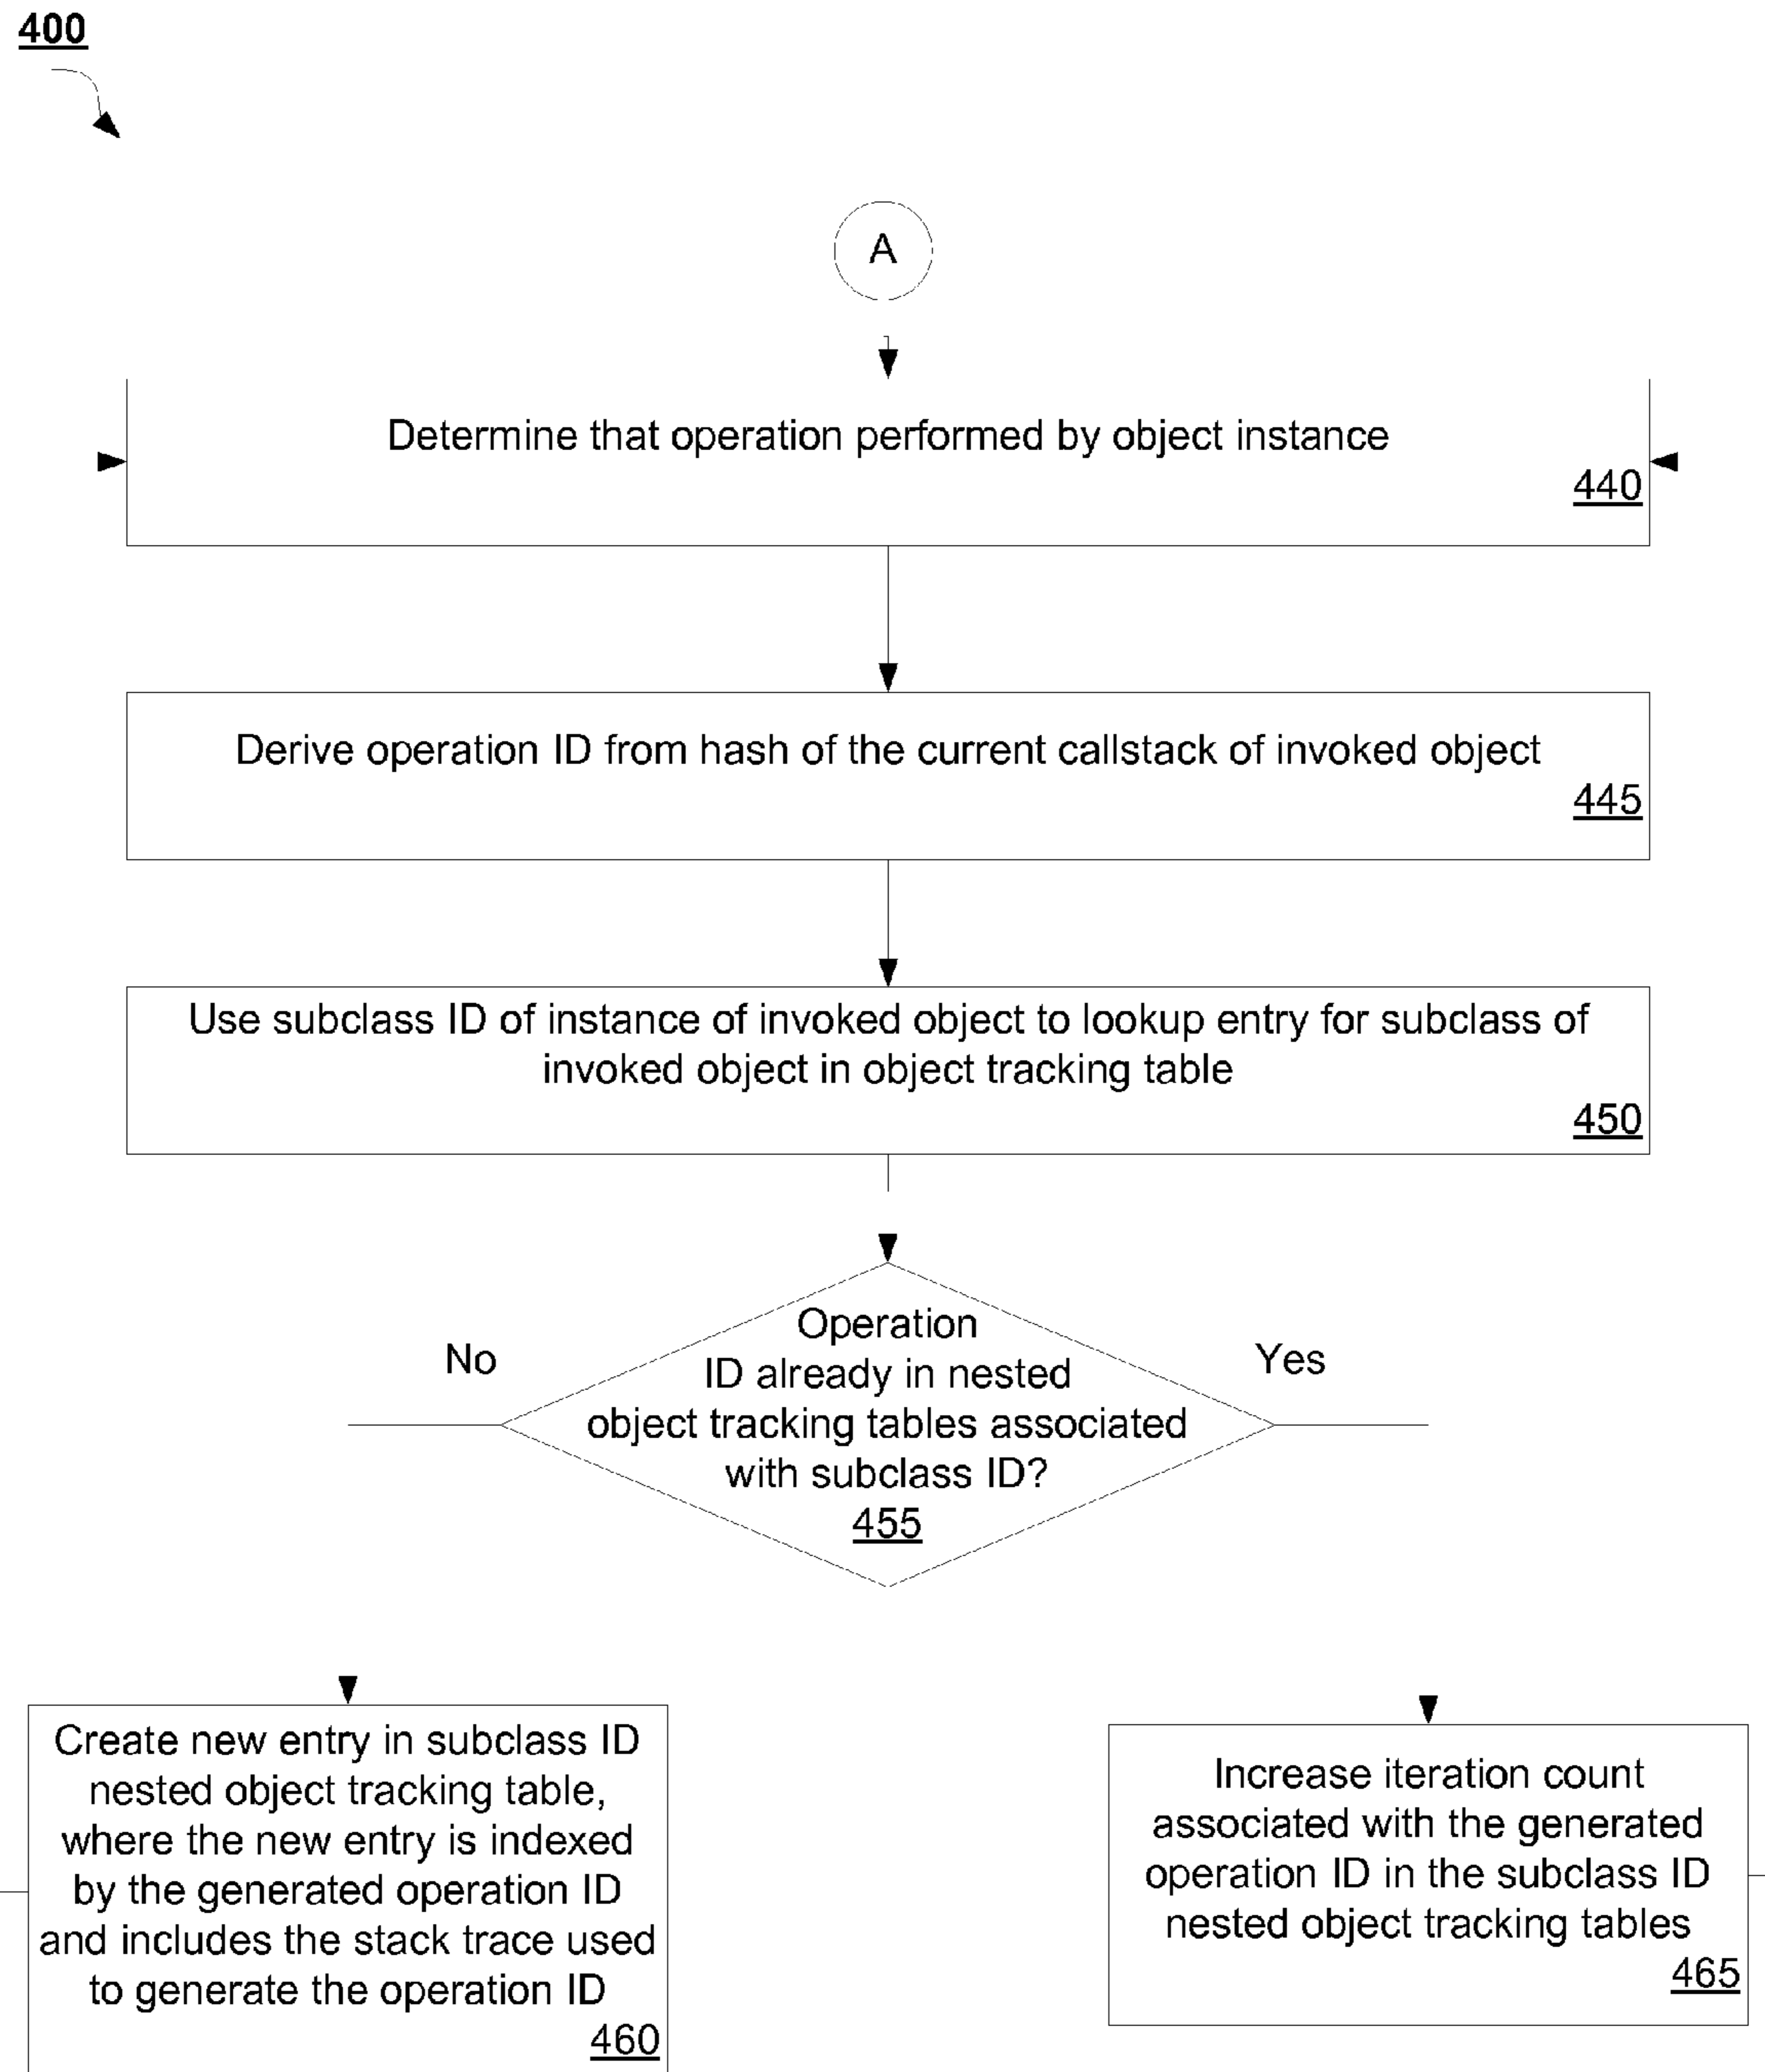 400
A
Determine that operation performed by object instance
440
Derive operation ID from hash of the current callstack of invoked object
445
Use subclass ID of instance of invoked object to lookup entry for subclass of
invoked object in object tracking table
450
Operation
ID already in nested
object tracking tables associated
with subclass ID?
455
No
Yes
Create new entry in subclass ID
nested object tracking table,
where the new entry is indexed
by the generated operation ID
and includes the stack trace used
to generate the operation ID
460
Increase iteration count
associated with the generated
operation ID in the subclass ID
nested object tracking tables
465